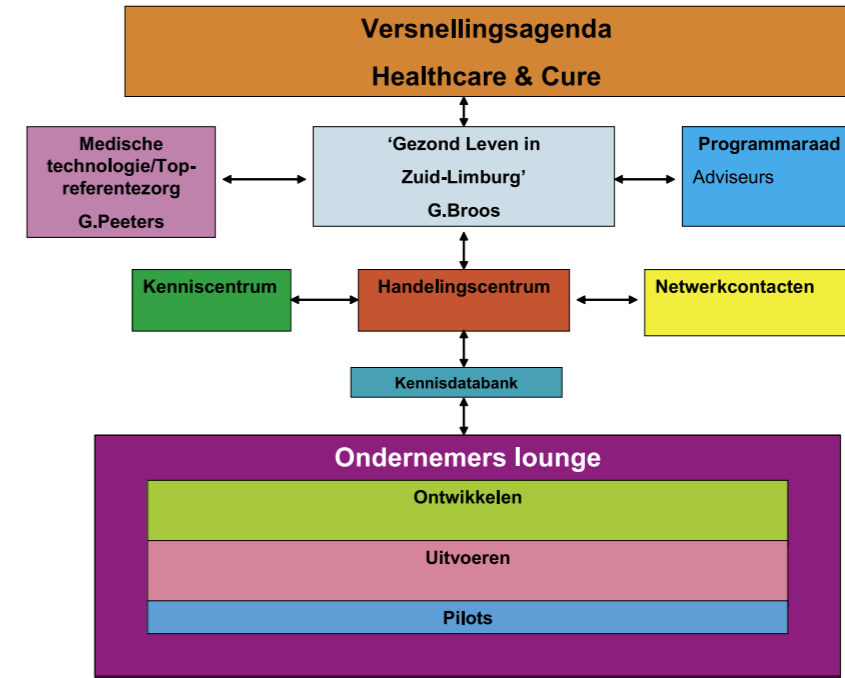 Versnellingsagenda
Healthcare & Cure
Medische
technologie/Top-
referentezorg
G.Peeters
‘Gezond Leven in
Zuid-Limburg’
G.Broos
Programmaraad
Adviseurs
Kenniscentrum
Handelingscentrum
Netwerkcontacten
Kennisdatabank
Ondernemers lounge
Ontwikkelen
Uitvoeren
Pilots